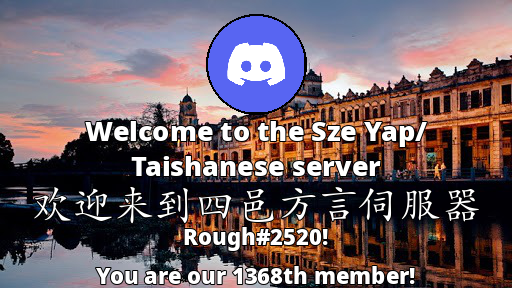 Welcome to the Sze Yap/
Taishanese server
欢迎来到四邑方言伺服器
Rough#2520!
You are our 1368th member!